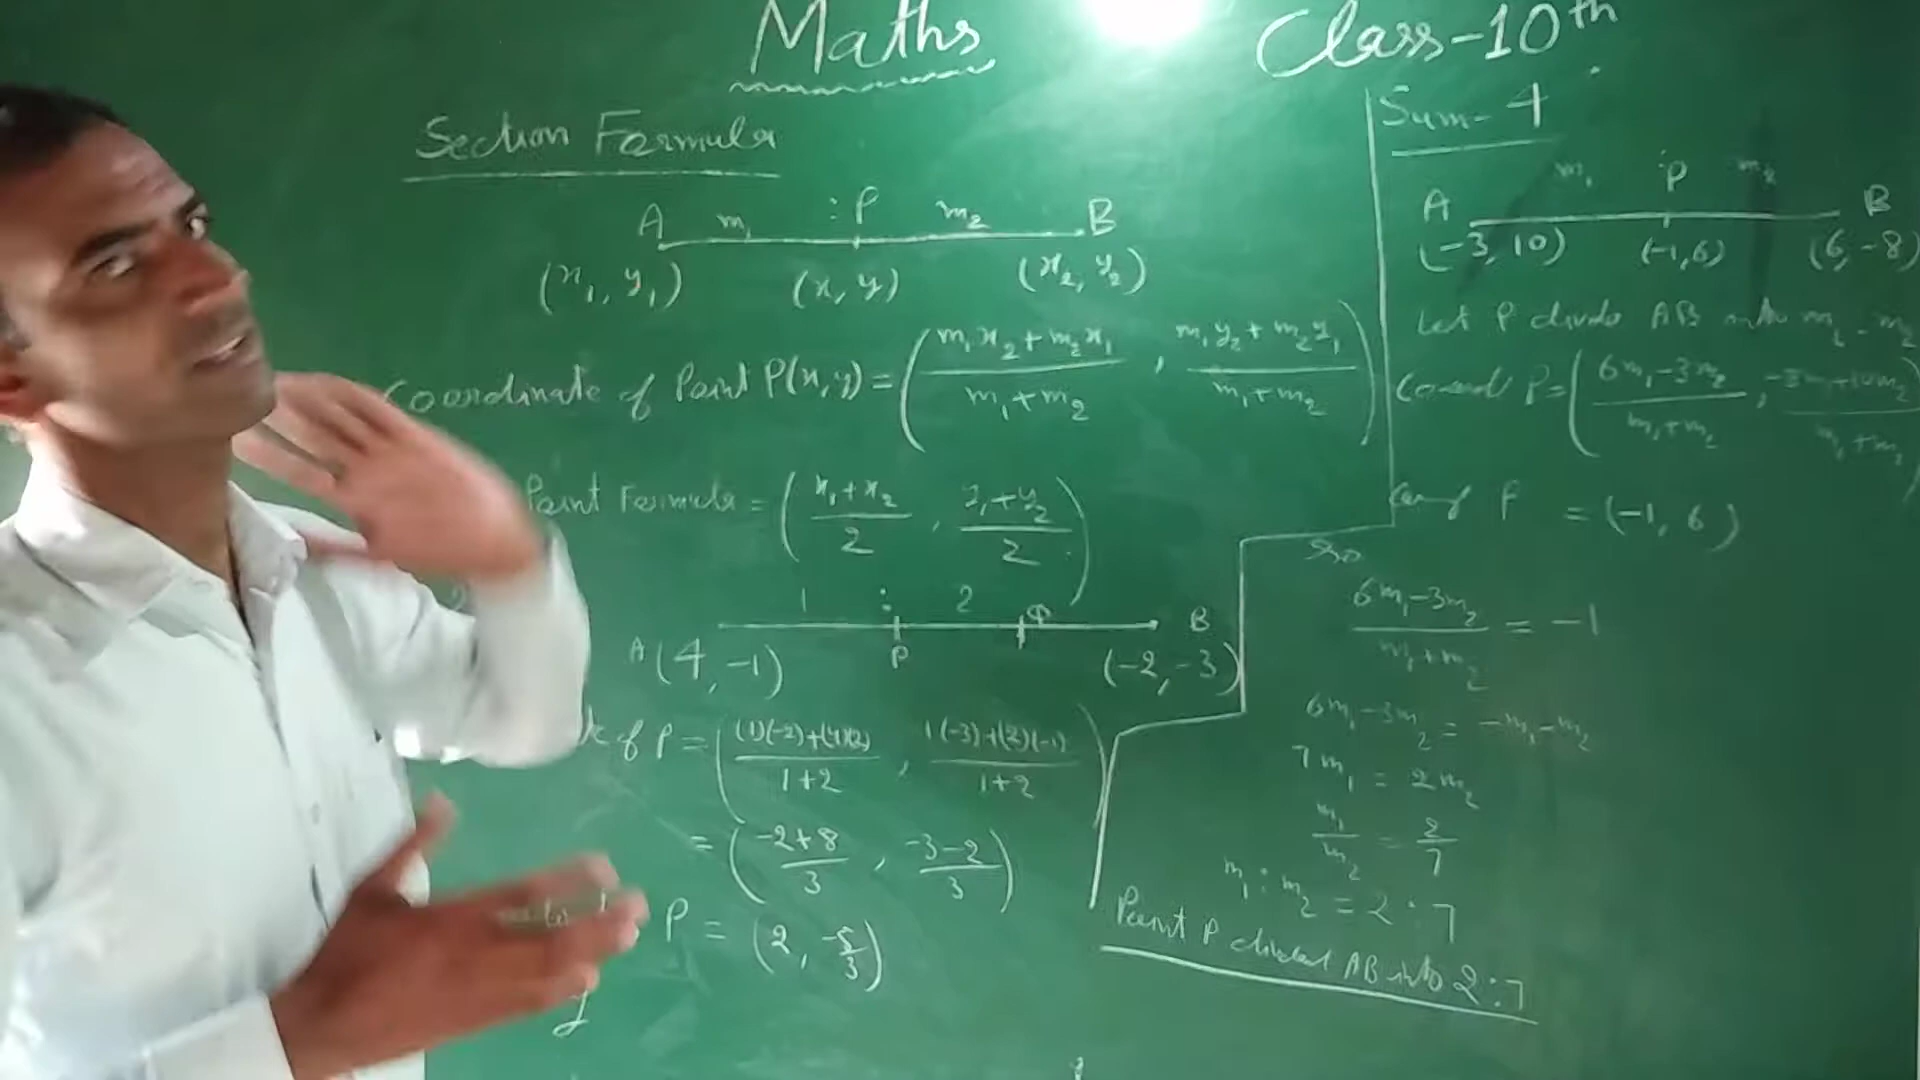 Maths
Class-10th
Section Formula
A m₁ : P m₂ B
(x₁, y₁) (x, y) (x₂, y₂)
Coordinate of Point P(x,y) = ( (m₁x₂+m₂x₁)/(m₁+m₂) , (m₁y₂+m₂y₁)/(m₁+m₂) )
Point Formula = ( (x₁+x₂)/2 , (y₁+y₂)/2 )
1 : 2
A P Q B
(4, -1) (-2, -3)
of P = ( ((1)(-2)+(4)(2))/(1+2) , (1(-3)+(2)(-1))/(1+2) )
= ( (-2+8)/3 , (-3-2)/3 )
P = (2, -5/3)
Sum-4
m₁ : P m₂
A B
(-3, 10) (-1, 6) (6, -8)
Let P divide AB into m₁ - m₂
Coord P = ( (6m₁-3m₂)/(m₁+m₂) , (-8m₁+10m₂)/(m₁+m₂) )
P = (-1, 6)
So
(6m₁-3m₂)/(m₁+m₂) = -1
6m₁-3m₂ = -m₁-m₂
7m₁ = 2m₂
m₁/m₂ = 2/7
m₁ : m₂ = 2 : 7
Point P divided AB into 2:7